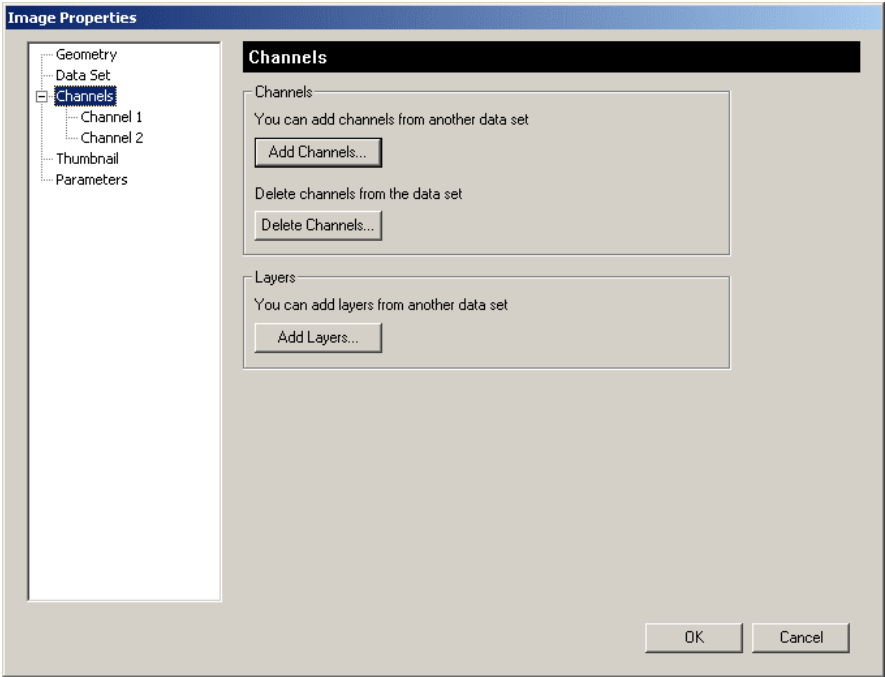 Image Properties
Geometry
Data Set
Channels
Channel 1
Channel 2
Thumbnail
Parameters
Channels
Channels
You can add channels from another data set
Add Channels...
Delete channels from the data set
Delete Channels...
Layers
You can add layers from another data set
Add Layers...
OK
Cancel